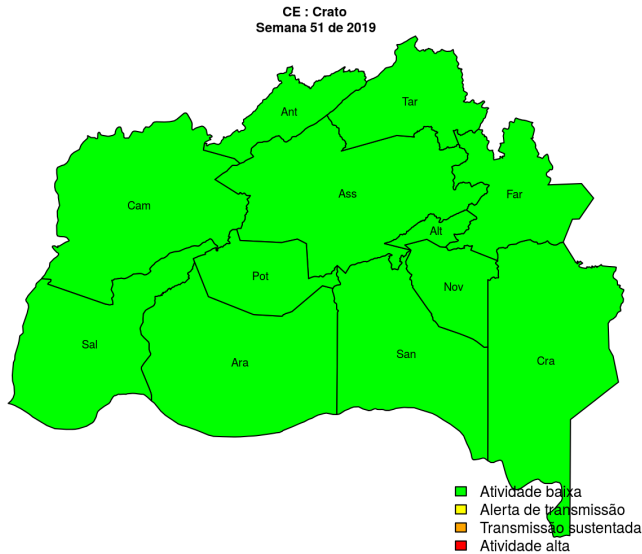 CE : Crato
Semana 51 de 2019
Tar
Ant
Ass
Far
Cam
Alt
Pot
Nov
Sal
San
Cra
Ara
Atividade baixa
Alerta de transmissão
Transmissão sustentada
Atividade alta